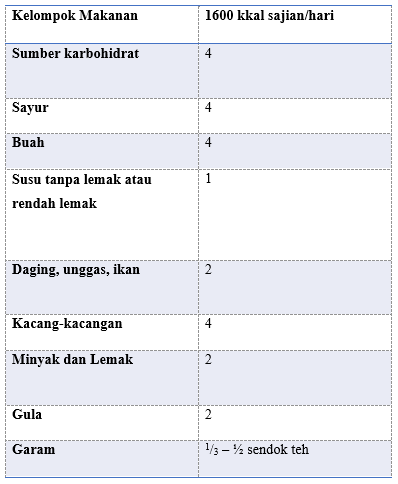 Kelompok Makanan 1600 kkal sajian/hari
Sumber karbohidrat 4
Sayur 4
Buah 4
Susu tanpa lemak atau 1
rendah lemak
Daging, unggas, ikan 2
Kacang-kacangan 4
Minyak dan Lemak 2
Gula 2
Garam 1/3 – ½ sendok teh